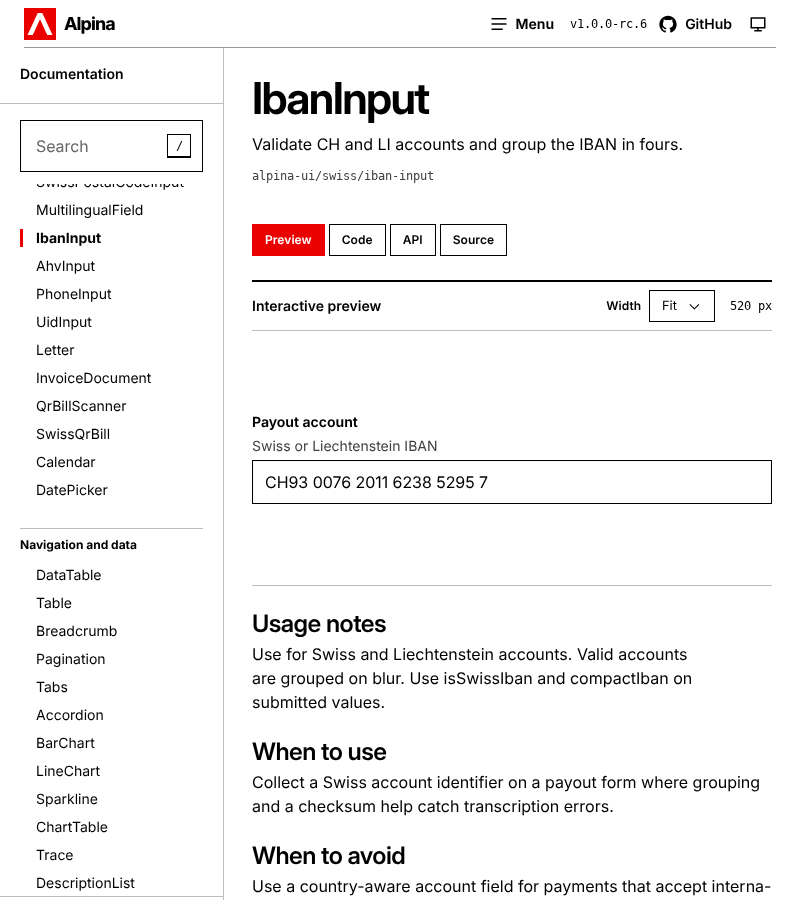 Alpina
Menu
v1.0.0-rc.6
GitHub
Documentation
Search
/
SwissPostalCodeInput
MultilingualField
IbanInput
AhvInput
PhoneInput
UidInput
Letter
InvoiceDocument
QrBillScanner
SwissQrBill
Calendar
DatePicker
Navigation and data
DataTable
Table
Breadcrumb
Pagination
Tabs
Accordion
BarChart
LineChart
Sparkline
ChartTable
Trace
DescriptionList
IbanInput
Validate CH and LI accounts and group the IBAN in fours.
alpina-ui/swiss/iban-input
Preview
Code
API
Source
Interactive preview
Width
Fit
520 px
Payout account
Swiss or Liechtenstein IBAN
CH93 0076 2011 6238 5295 7
Usage notes
Use for Swiss and Liechtenstein accounts. Valid accounts
are grouped on blur. Use isSwissIban and compactIban on
submitted values.
When to use
Collect a Swiss account identifier on a payout form where grouping
and a checksum help catch transcription errors.
When to avoid
Use a country-aware account field for payments that accept interna-